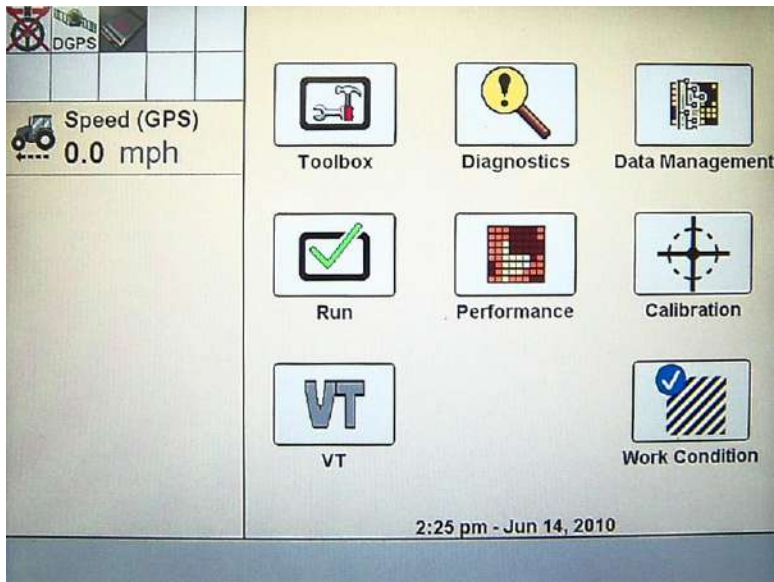 DGPS
Speed (GPS)
0.0 mph
Toolbox
Diagnostics
Data Management
Run
Performance
Calibration
VT
VT
Work Condition
2:25 pm - Jun 14, 2010